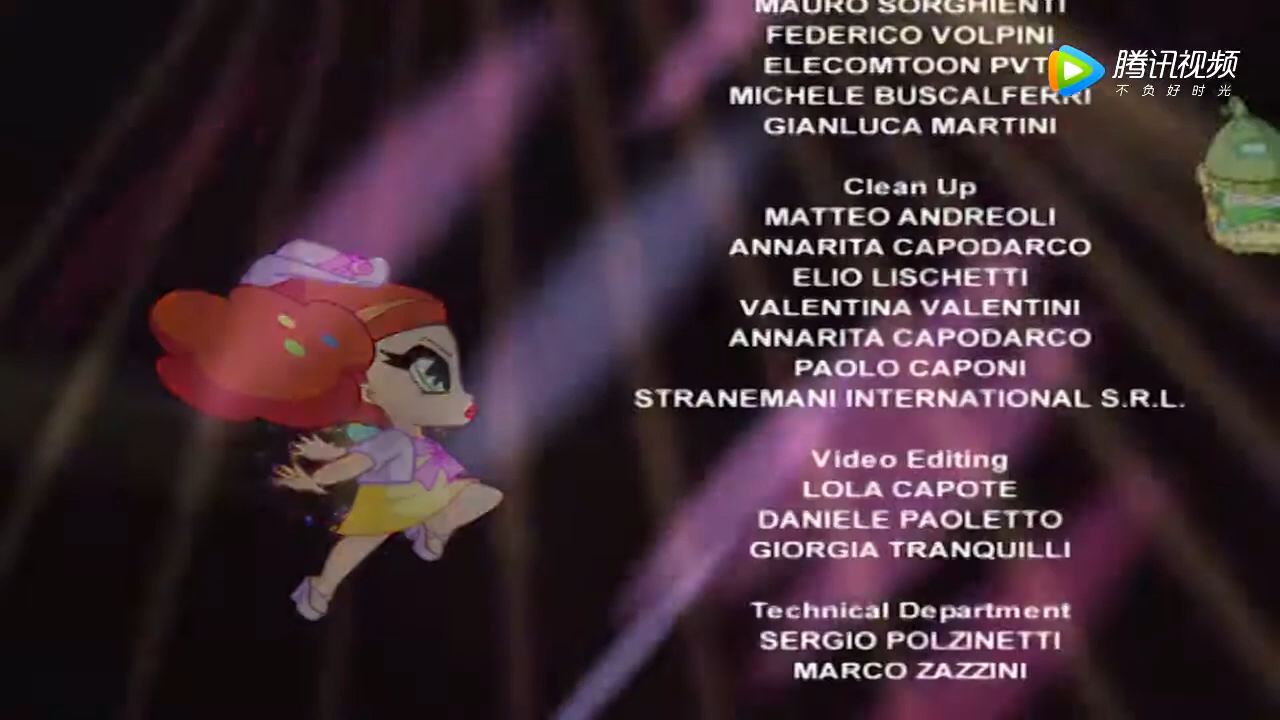 MAURO SORGHIENTI
FEDERICO VOLPINI
ELECOMTOON PVT
MICHELE BUSCALFERRI
GIANLUCA MARTINI
腾讯视频
不负好时光
Clean Up
MATTEO ANDREOLI
ANNARITA CAPODARCO
ELIO LISCHETTI
VALENTINA VALENTINI
ANNARITA CAPODARCO
PAOLO CAPONI
STRANEMANI INTERNATIONAL S.R.L.
Video Editing
LOLA CAPOTE
DANIELE PAOLETTO
GIORGIA TRANQUILLI
Technical Department
SERGIO POLZINETTI
MARCO ZAZZINI